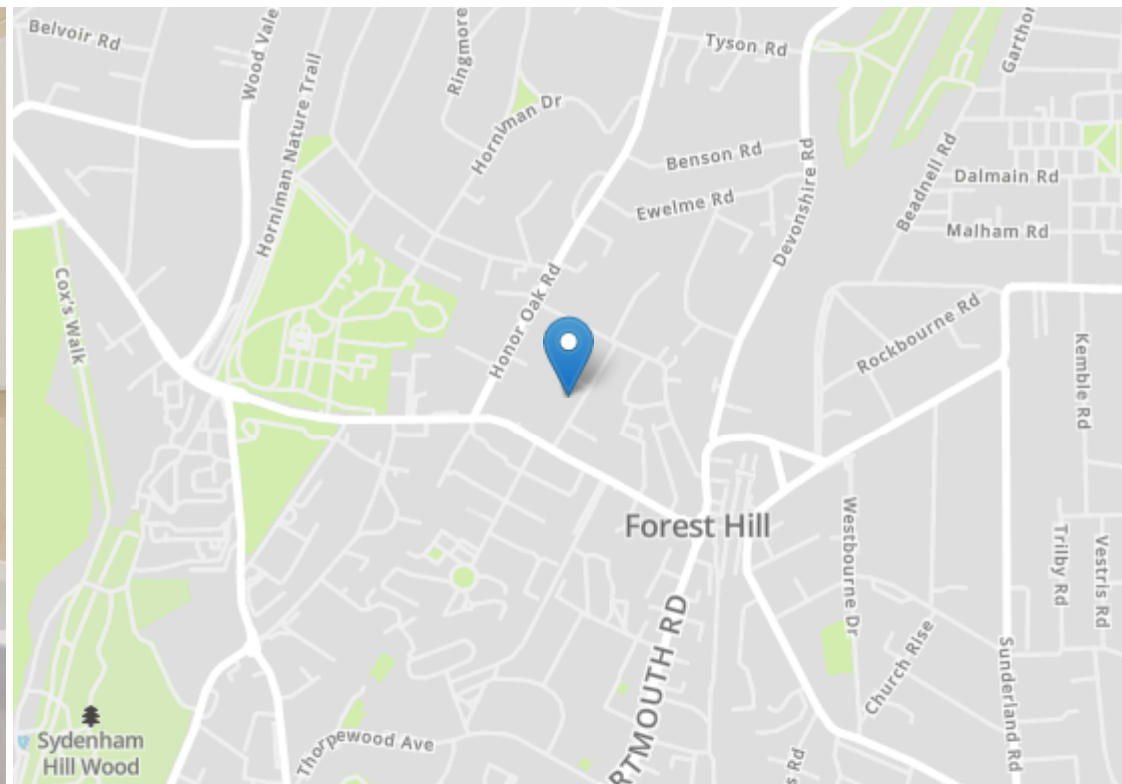 Belvoir Rd
Wood Vale
Ringmore
Horniman Nature Trail
Horniman Dr
Tyson Rd
Garthor
Benson Rd
Devonshire Rd
Beadnell Rd
Dalmain Rd
Ewelme Rd
Malham Rd
Cox's Walk
Honor Oak Rd
Rockbourne Rd
Kemble Rd
Forest Hill
Westbourne Dr
Trilby Rd
Vestris Rd
RTMOUTH RD
Church Rise
Sunderland Rd
Sydenham
Hill Wood
Thorpewood Ave
s Rd